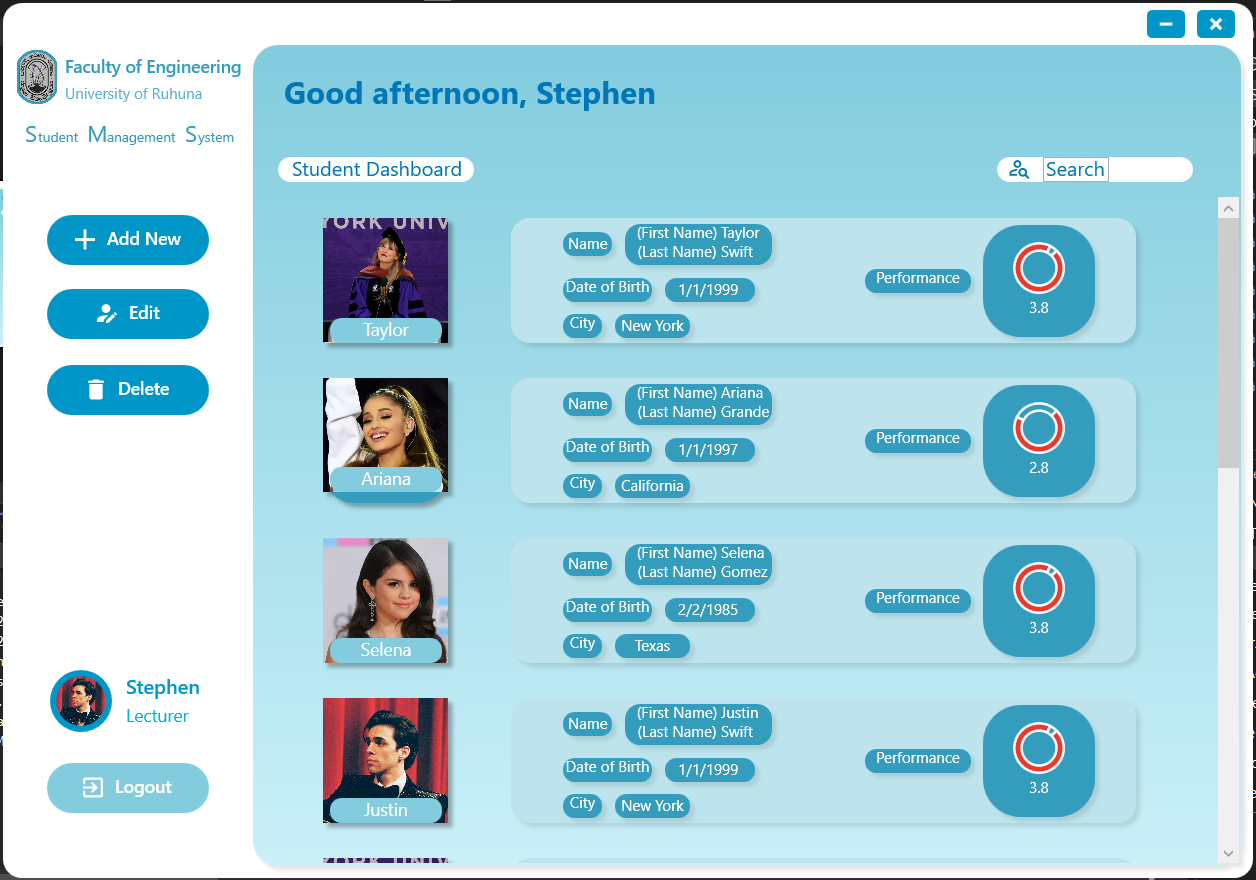 Faculty of Engineering
University of Ruhuna
Student Management System
Add New
Edit
Delete
Stephen
Lecturer
Logout
Good afternoon, Stephen
Student Dashboard
Search
YORK UNIV
Taylor
Name
(First Name) Taylor
(Last Name) Swift
Date of Birth
1/1/1999
City
New York
Performance
3.8
Ariana
Name
(First Name) Ariana
(Last Name) Grande
Date of Birth
1/1/1997
City
California
Performance
2.8
Selena
Name
(First Name) Selena
(Last Name) Gomez
Date of Birth
2/2/1985
City
Texas
Performance
3.8
Justin
Name
(First Name) Justin
(Last Name) Swift
Date of Birth
1/1/1999
City
New York
Performance
3.8
YORK UNIV